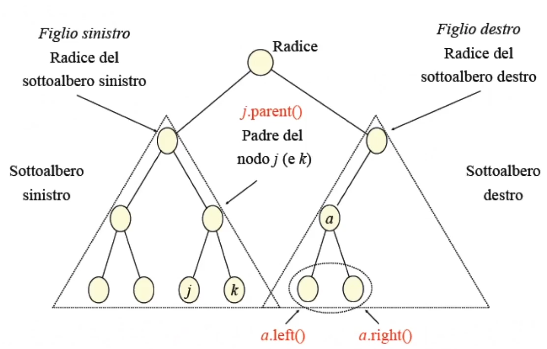 Figlio sinistro
Radice del
sottoalbero sinistro
Radice
Figlio destro
Radice del
sottoalbero destro
j.parent()
Padre del
nodo j (e k)
Sottoalbero
sinistro
Sottoalbero
destro
a
j
k
a.left()
a.right()